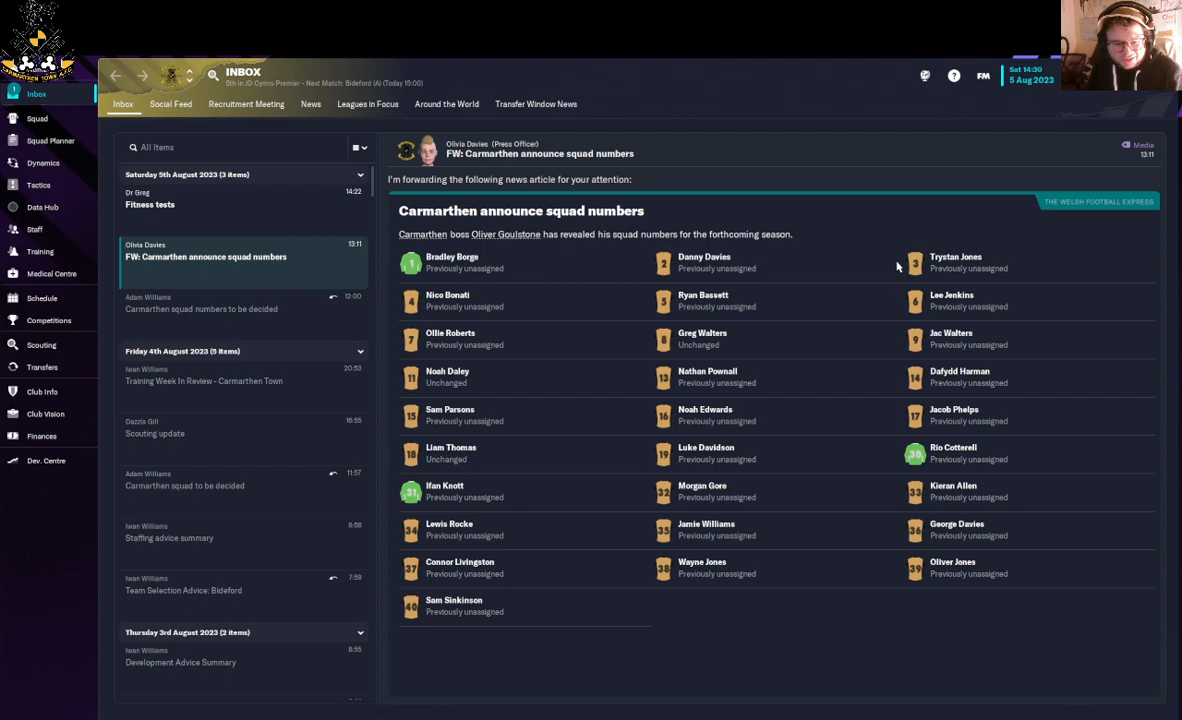 CARMARTHEN TOWN A.F.C.
INBOX
5th in JD Cymru Premier - Next Match: Bideford (A) (Today 15:00)
FM
Sat 14:30
5 Aug 2023
1
Inbox
Squad
Squad Planner
Dynamics
Tactics
Data Hub
Staff
Training
Medical Centre
Schedule
Competitions
Scouting
Transfers
Club Info
Club Vision
Finances
Dev. Centre
Inbox
Social Feed
Recruitment Meeting
News
Leagues in Focus
Around the World
Transfer Window News
All Items
Saturday 5th August 2023 (3 items)
Dr Greg 14:22
Fitness tests
Olivia Davies 13:11
FW: Carmarthen announce squad numbers
Adam Williams 12:00
Carmarthen squad numbers to be decided
Friday 4th August 2023 (5 items)
Iwan Williams 20:53
Training Week In Review - Carmarthen Town
Dazzia Gill 16:55
Scouting update
Adam Williams 11:57
Carmarthen squad to be decided
Iwan Williams 8:58
Staffing advice summary
Iwan Williams 7:59
Team Selection Advice: Bideford
Thursday 3rd August 2023 (2 items)
Iwan Williams 8:55
Development Advice Summary
Olivia Davies (Press Officer)
FW: Carmarthen announce squad numbers
Media
13:11
I'm forwarding the following news article for your attention:
THE WELSH FOOTBALL EXPRESS
Carmarthen announce squad numbers
Carmarthen boss Oliver Goulstone has revealed his squad numbers for the forthcoming season.
1 Bradley Borge
Previously unassigned
2 Danny Davies
Previously unassigned
3 Trystan Jones
Previously unassigned
4 Nico Bonati
Previously unassigned
5 Ryan Bassett
Previously unassigned
6 Lee Jenkins
Previously unassigned
7 Ollie Roberts
Previously unassigned
8 Greg Walters
Unchanged
9 Jac Walters
Previously unassigned
11 Noah Daley
Unchanged
13 Nathan Pownall
Previously unassigned
14 Dafydd Harman
Previously unassigned
15 Sam Parsons
Previously unassigned
16 Noah Edwards
Previously unassigned
17 Jacob Phelps
Previously unassigned
18 Liam Thomas
Unchanged
19 Luke Davidson
Previously unassigned
30 Rio Cotterell
Previously unassigned
31 Ifan Knott
Previously unassigned
32 Morgan Gore
Previously unassigned
33 Kieran Allen
Previously unassigned
34 Lewis Rocke
Previously unassigned
35 Jamie Williams
Previously unassigned
36 George Davies
Previously unassigned
37 Connor Livingston
Previously unassigned
38 Wayne Jones
Previously unassigned
39 Oliver Jones
Previously unassigned
40 Sam Sinkinson
Previously unassigned